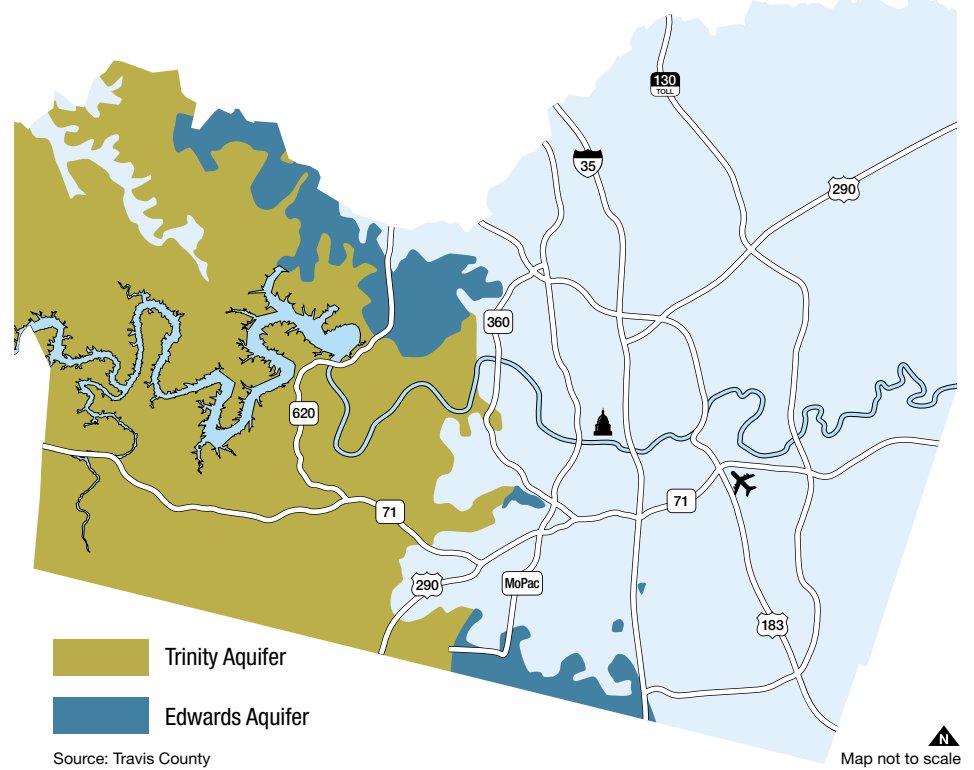 130
TOLL
35
290
360
620
71
71
290
MoPac
183
Trinity Aquifer
Edwards Aquifer
Source: Travis County
N
Map not to scale